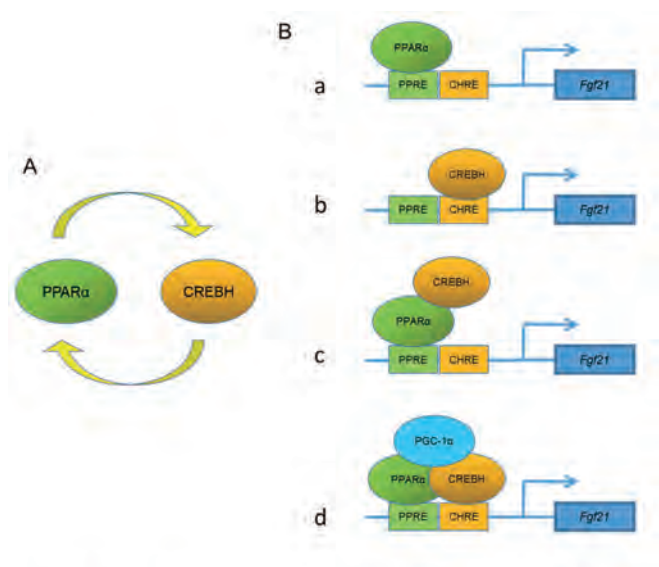 B
PPARα
a
PPRE CHRE Fgf21
A
CREBH
b
PPRE CHRE Fgf21
PPARα CREBH
CREBH
PPARα
c
PPRE CHRE Fgf21
PGC-1α
PPARα CREBH
d
PPRE CHRE Fgf21